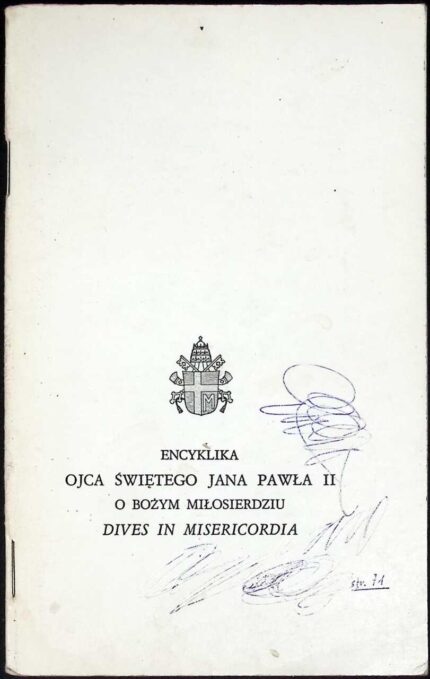 ENCYKLIKA
OJCA ŚWIĘTEGO JANA PAWŁA II
O BOŻYM MIŁOSIERDZIU
DIVES IN MISERICORDIA
str. 71